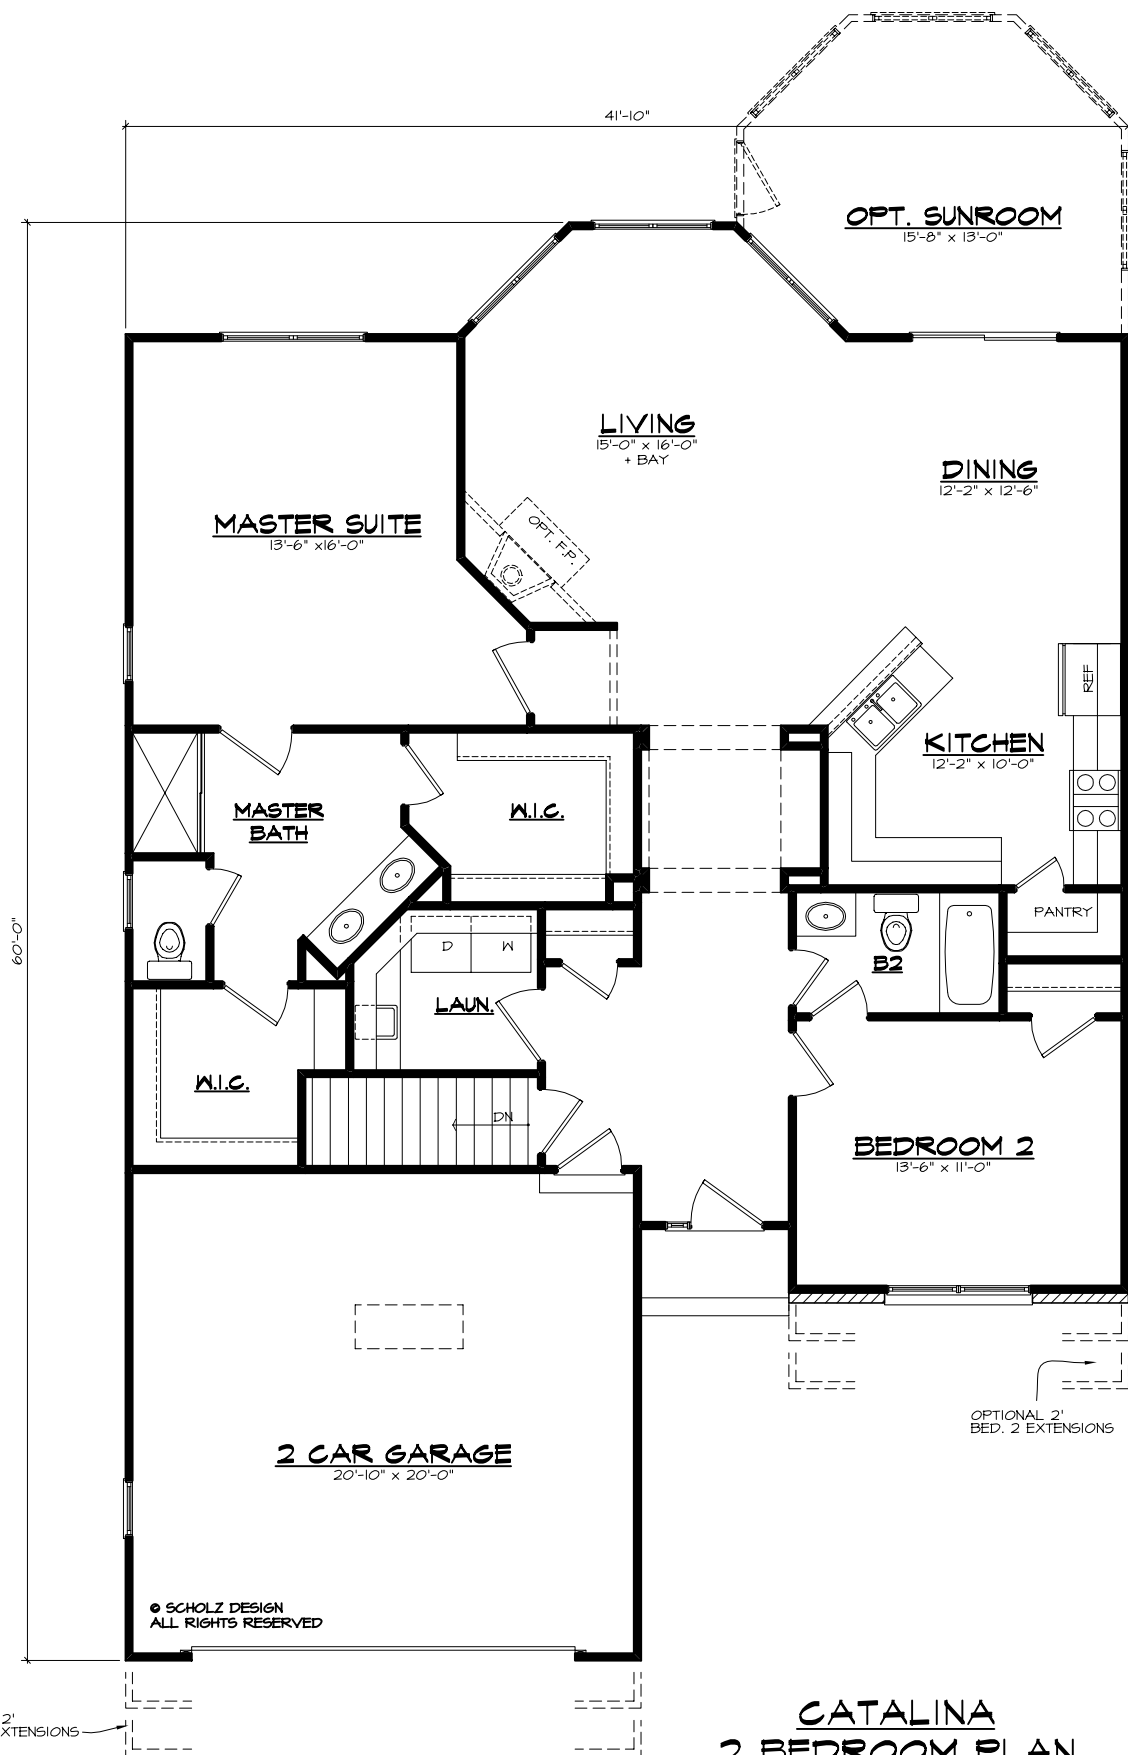 41'-10"
OPT. SUNROOM
15'-8" x 13'-0"
LIVING
15'-0" x 16'-0"
+ BAY
DINING
12'-2" x 12'-6"
MASTER SUITE
13'-6" x16'-0"
OPT. F.P.
REF
KITCHEN
12'-2" x 10'-0"
MASTER
BATH
W.I.C.
PANTRY
60'-0"
D
W
B2
LAUN.
W.I.C.
DN
BEDROOM 2
13'-6" x 11'-0"
OPTIONAL 2'
BED. 2 EXTENSIONS
2 CAR GARAGE
20'-10" x 20'-0"
© SCHOLZ DESIGN
ALL RIGHTS RESERVED
2'
XTENSIONS
CATALINA
2 BEDROOM PLAN